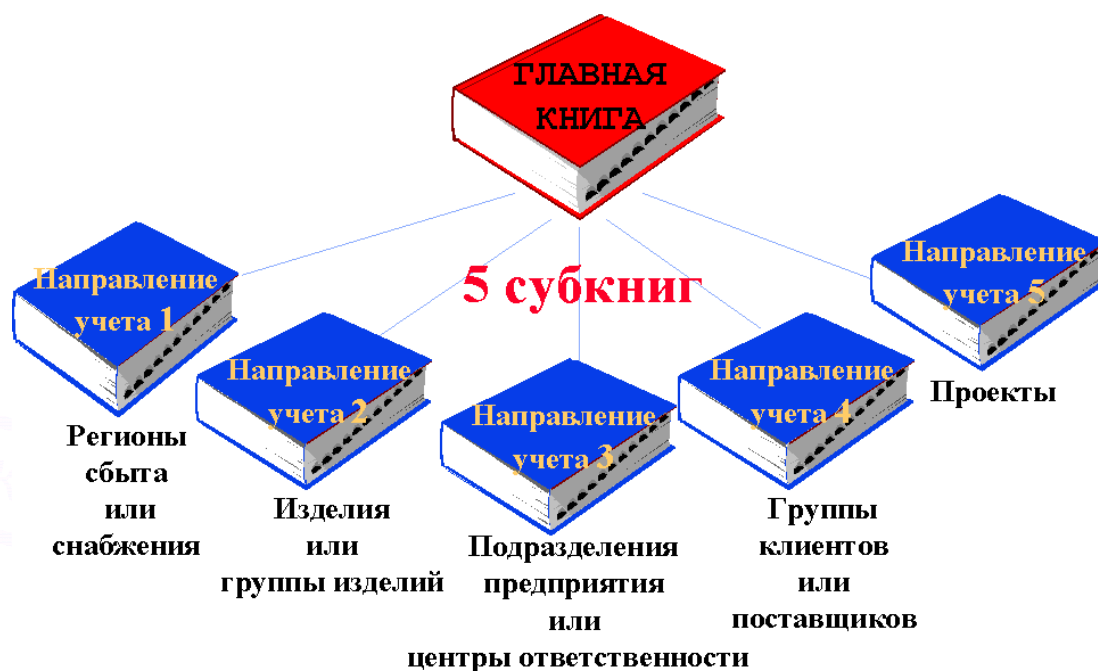 ГЛАВНАЯ
КНИГА
5 субкниг
Направление
учета 1
Регионы
сбыта
или
снабжения
Направление
учета 2
Изделия
или
группы изделий
Направление
учета 3
Подразделения
предприятия
или
центры ответственности
Направление
учета 4
Группы
клиентов
или
поставщиков
Направление
учета 5
Проекты